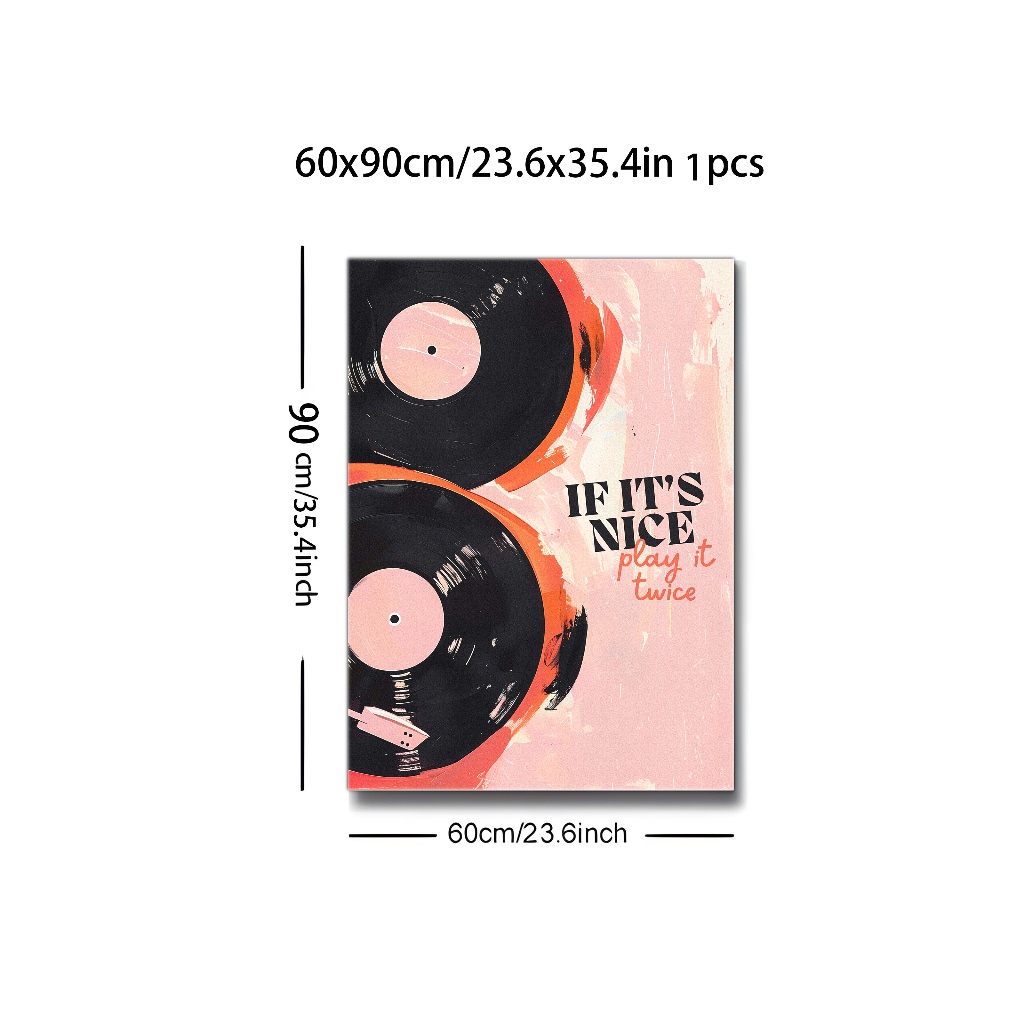 60x90cm/23.6x35.4in 1pcs
90 cm/35.4inch
IF IT'S
NICE
play it
twice
60cm/23.6inch